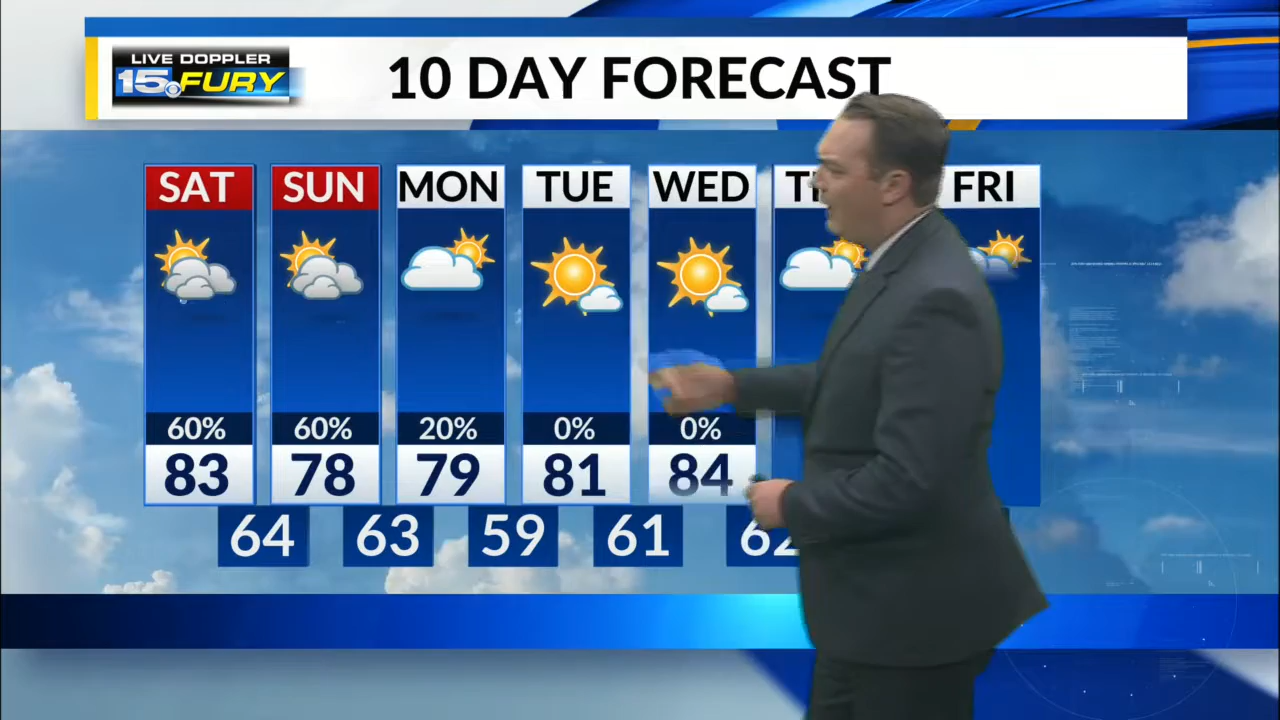 LIVE DOPPLER
15 FURY
10 DAY FORECAST
SAT SUN MON TUE WED FRI
60% 60% 20% 0% 0%
83 78 79 81 84
64 63 59 61 62